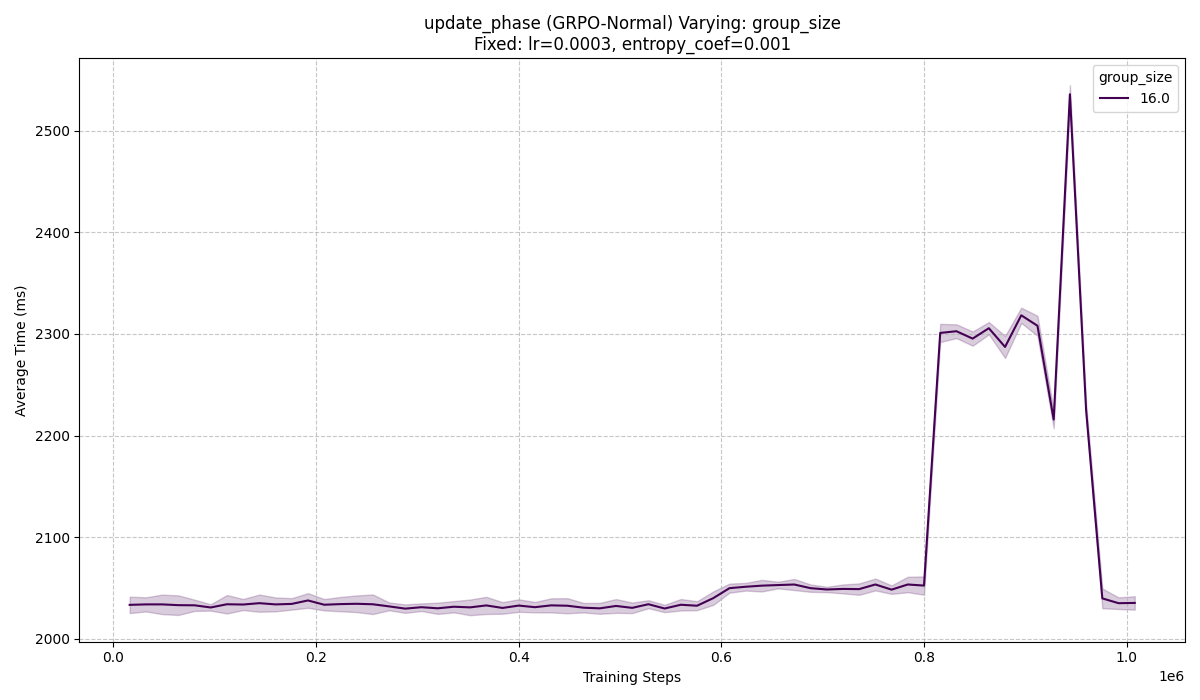 update_phase (GRPO-Normal) Varying: group_size
Fixed: lr=0.0003, entropy_coef=0.001
group_size
16.0
Average Time (ms)
2500
2400
2300
2200
2100
2000
0.0
0.2
0.4
0.6
0.8
1.0
1e6
Training Steps